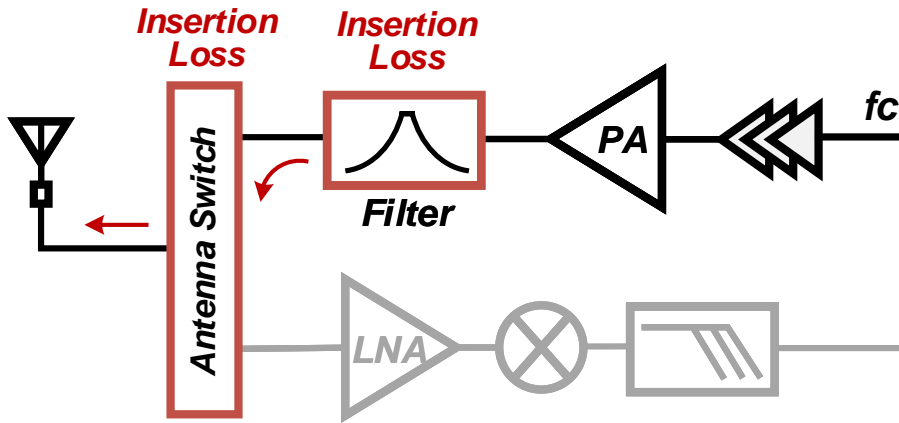 Insertion
Loss
Insertion
Loss
fc
PA
Filter
Antenna Switch
LNA